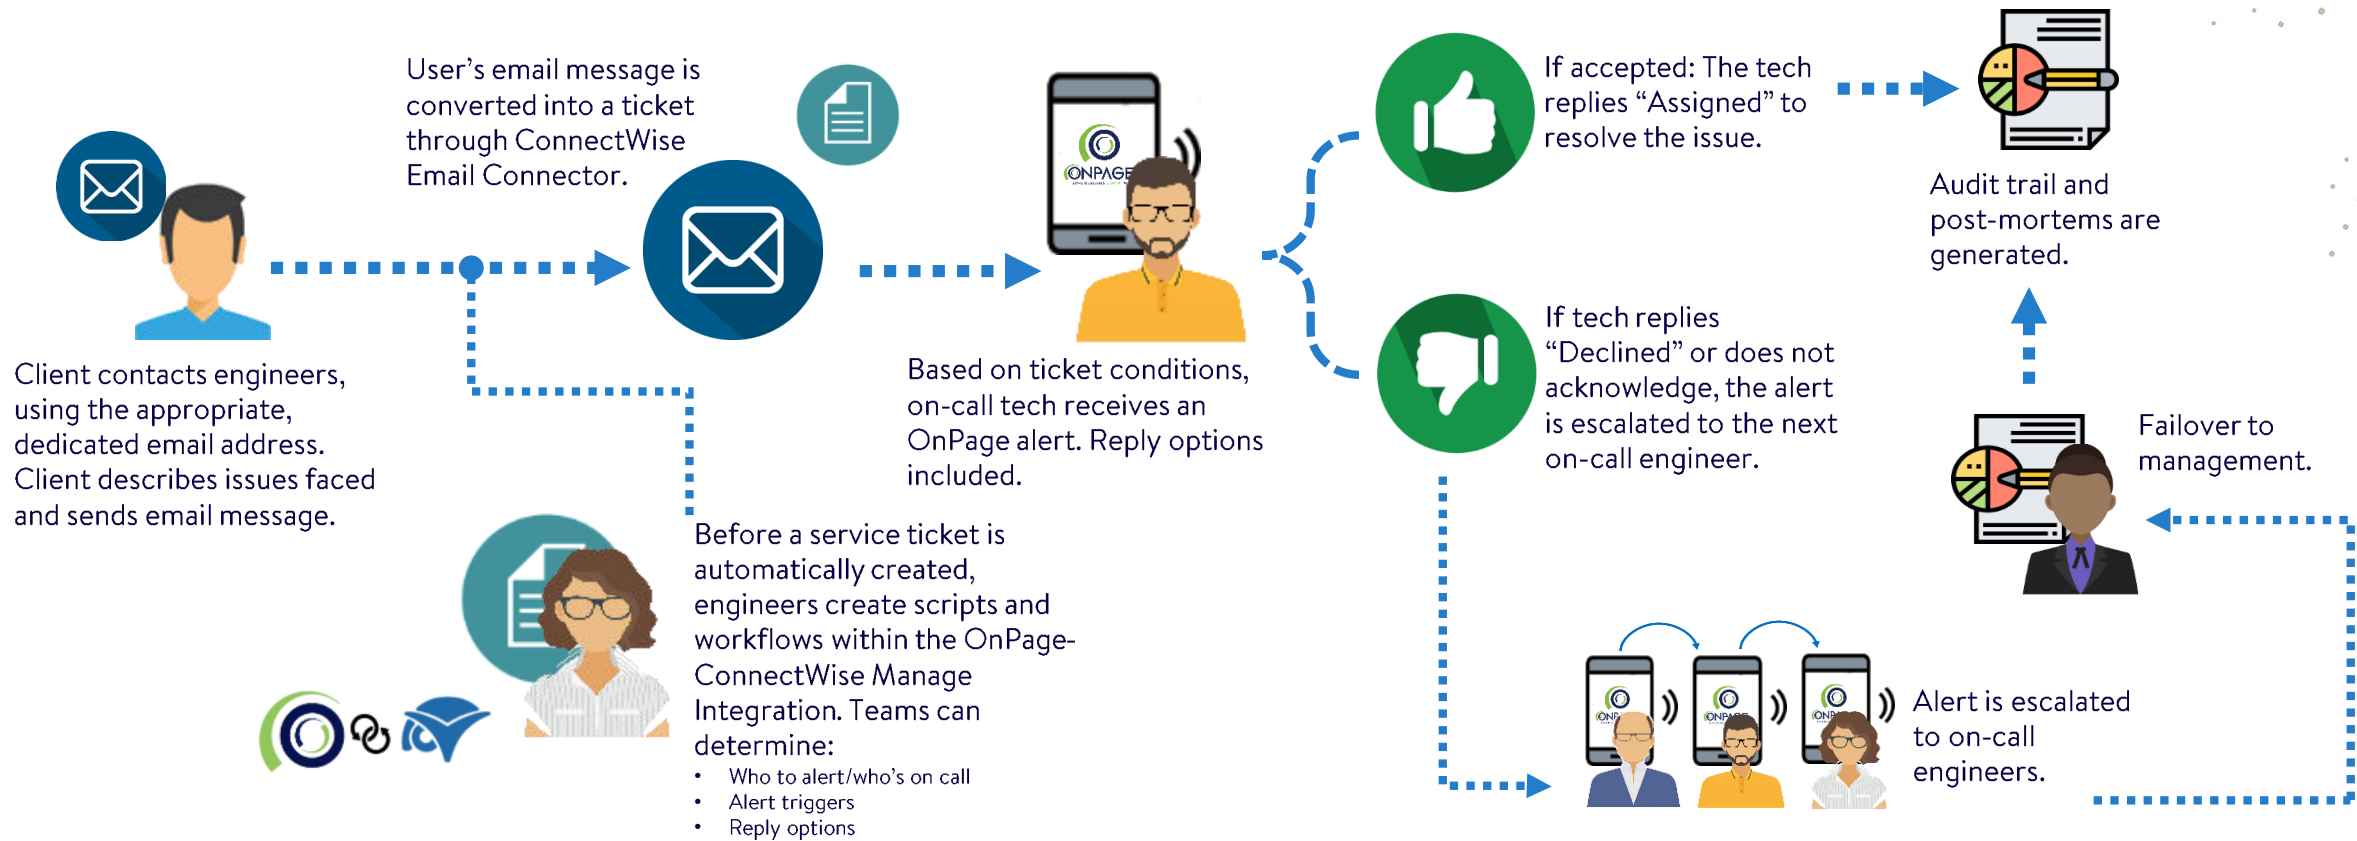 User's email message is
converted into a ticket
through ConnectWise
Email Connector.
Client contacts engineers,
using the appropriate,
dedicated email address.
Client describes issues faced
and sends email message.
Before a service ticket is
automatically created,
engineers create scripts and
workflows within the OnPage-
ConnectWise Manage
Integration. Teams can
determine:
• Who to alert/who's on call
• Alert triggers
• Reply options
ONPAGE
Based on ticket conditions,
on-call tech receives an
OnPage alert. Reply options
included.
If accepted: The tech
replies “Assigned” to
resolve the issue.
If tech replies
“Declined” or does not
acknowledge, the alert
is escalated to the next
on-call engineer.
Audit trail and
post-mortems are
generated.
Failover to
management.
ONPAGE
Alert is escalated
to on-call
engineers.